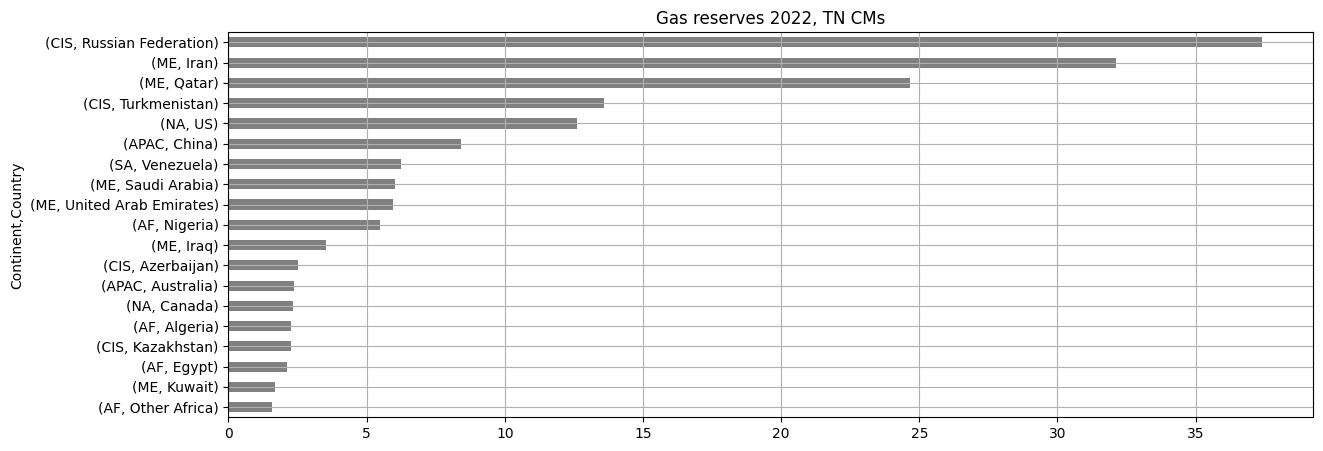 Gas reserves 2022, TN CMs
Continent,Country
(CIS, Russian Federation)
(ME, Iran)
(ME, Qatar)
(CIS, Turkmenistan)
(NA, US)
(APAC, China)
(SA, Venezuela)
(ME, Saudi Arabia)
(ME, United Arab Emirates)
(AF, Nigeria)
(ME, Iraq)
(CIS, Azerbaijan)
(APAC, Australia)
(NA, Canada)
(AF, Algeria)
(CIS, Kazakhstan)
(AF, Egypt)
(ME, Kuwait)
(AF, Other Africa)
0 5 10 15 20 25 30 35